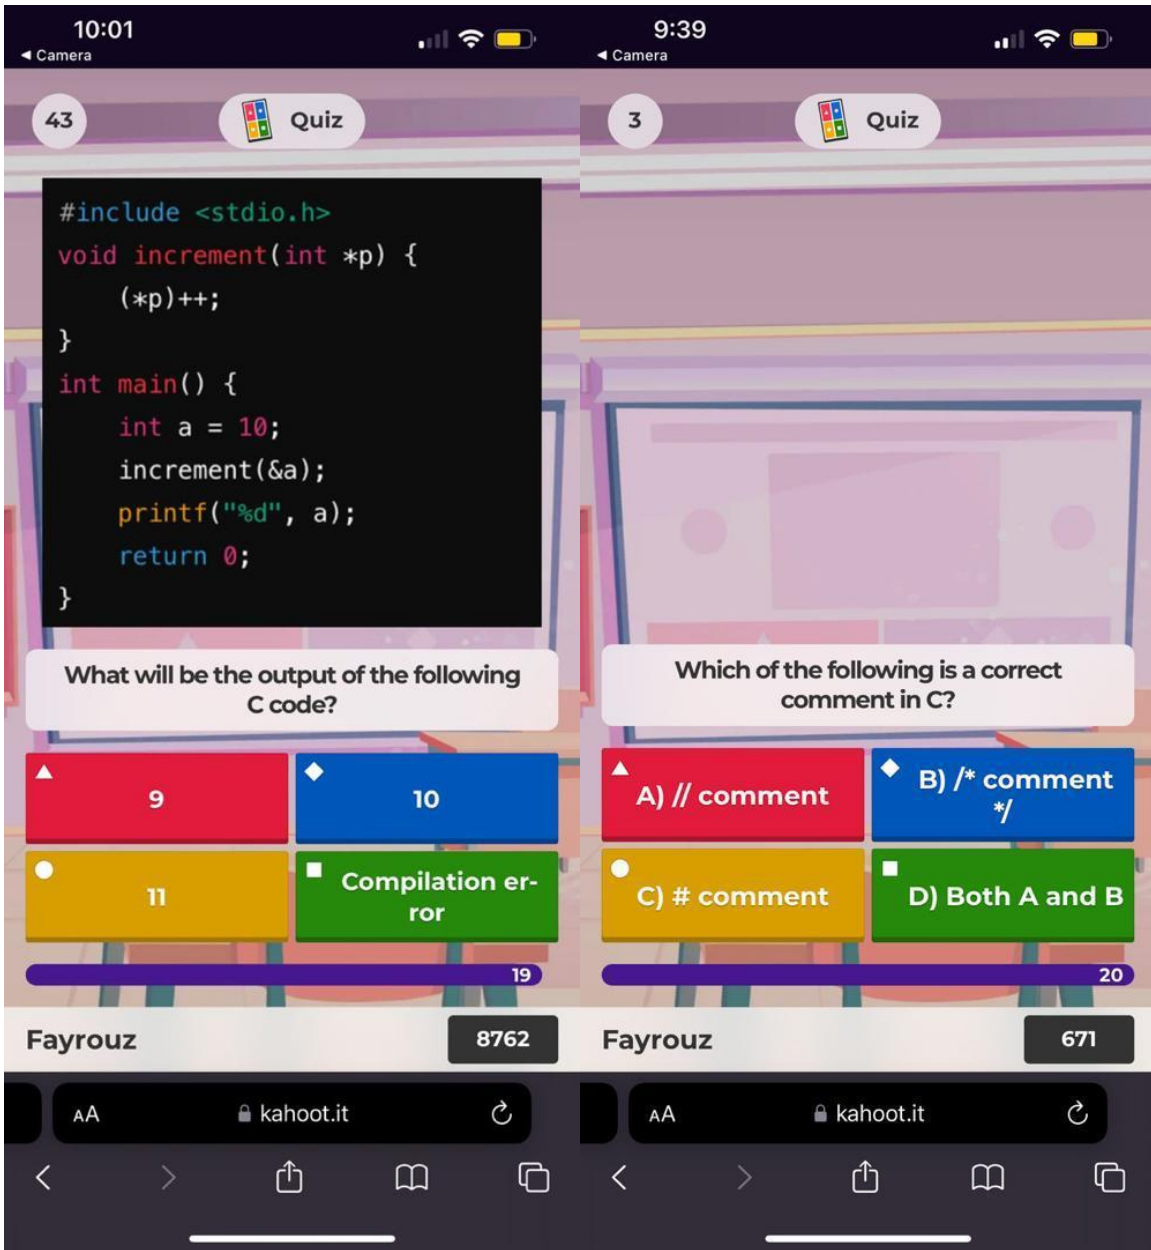 10:01
◀ Camera
43
Quiz
#include <stdio.h>
void increment(int *p) {
    (*p)++;
}
int main() {
    int a = 10;
    increment(&a);
    printf("%d", a);
    return 0;
}
What will be the output of the following
C code?
9
10
11
Compilation er-
ror
19
Fayrouz
8762
AA
kahoot.it
9:39
◀ Camera
3
Quiz
Which of the following is a correct
comment in C?
A) // comment
B) /* comment
*/
C) # comment
D) Both A and B
20
Fayrouz
671
AA
kahoot.it